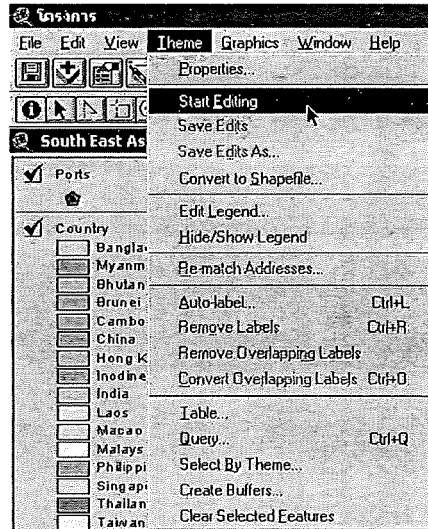 โครงการ
File Edit View Theme Graphics Window Help
Properties...
Start Editing
Save Edits
Save Edits As...
Convert to Shapefile...
Edit Legend...
Hide/Show Legend
Re-match Addresses...
Auto-label... Ctrl+L
Remove Labels Ctrl+R
Remove Overlapping Labels
Convert Overlapping Labels Ctrl+O
Table...
Query... Ctrl+Q
Select By Theme...
Create Buffers...
Clear Selected Features
South East As
Ports
Country
Bangla
Myanm
Bhutan
Brunei
Cambo
China
Hong K
Inodine
India
Laos
Macao
Malays
Philippi
Singap
Thailan
Taiwan